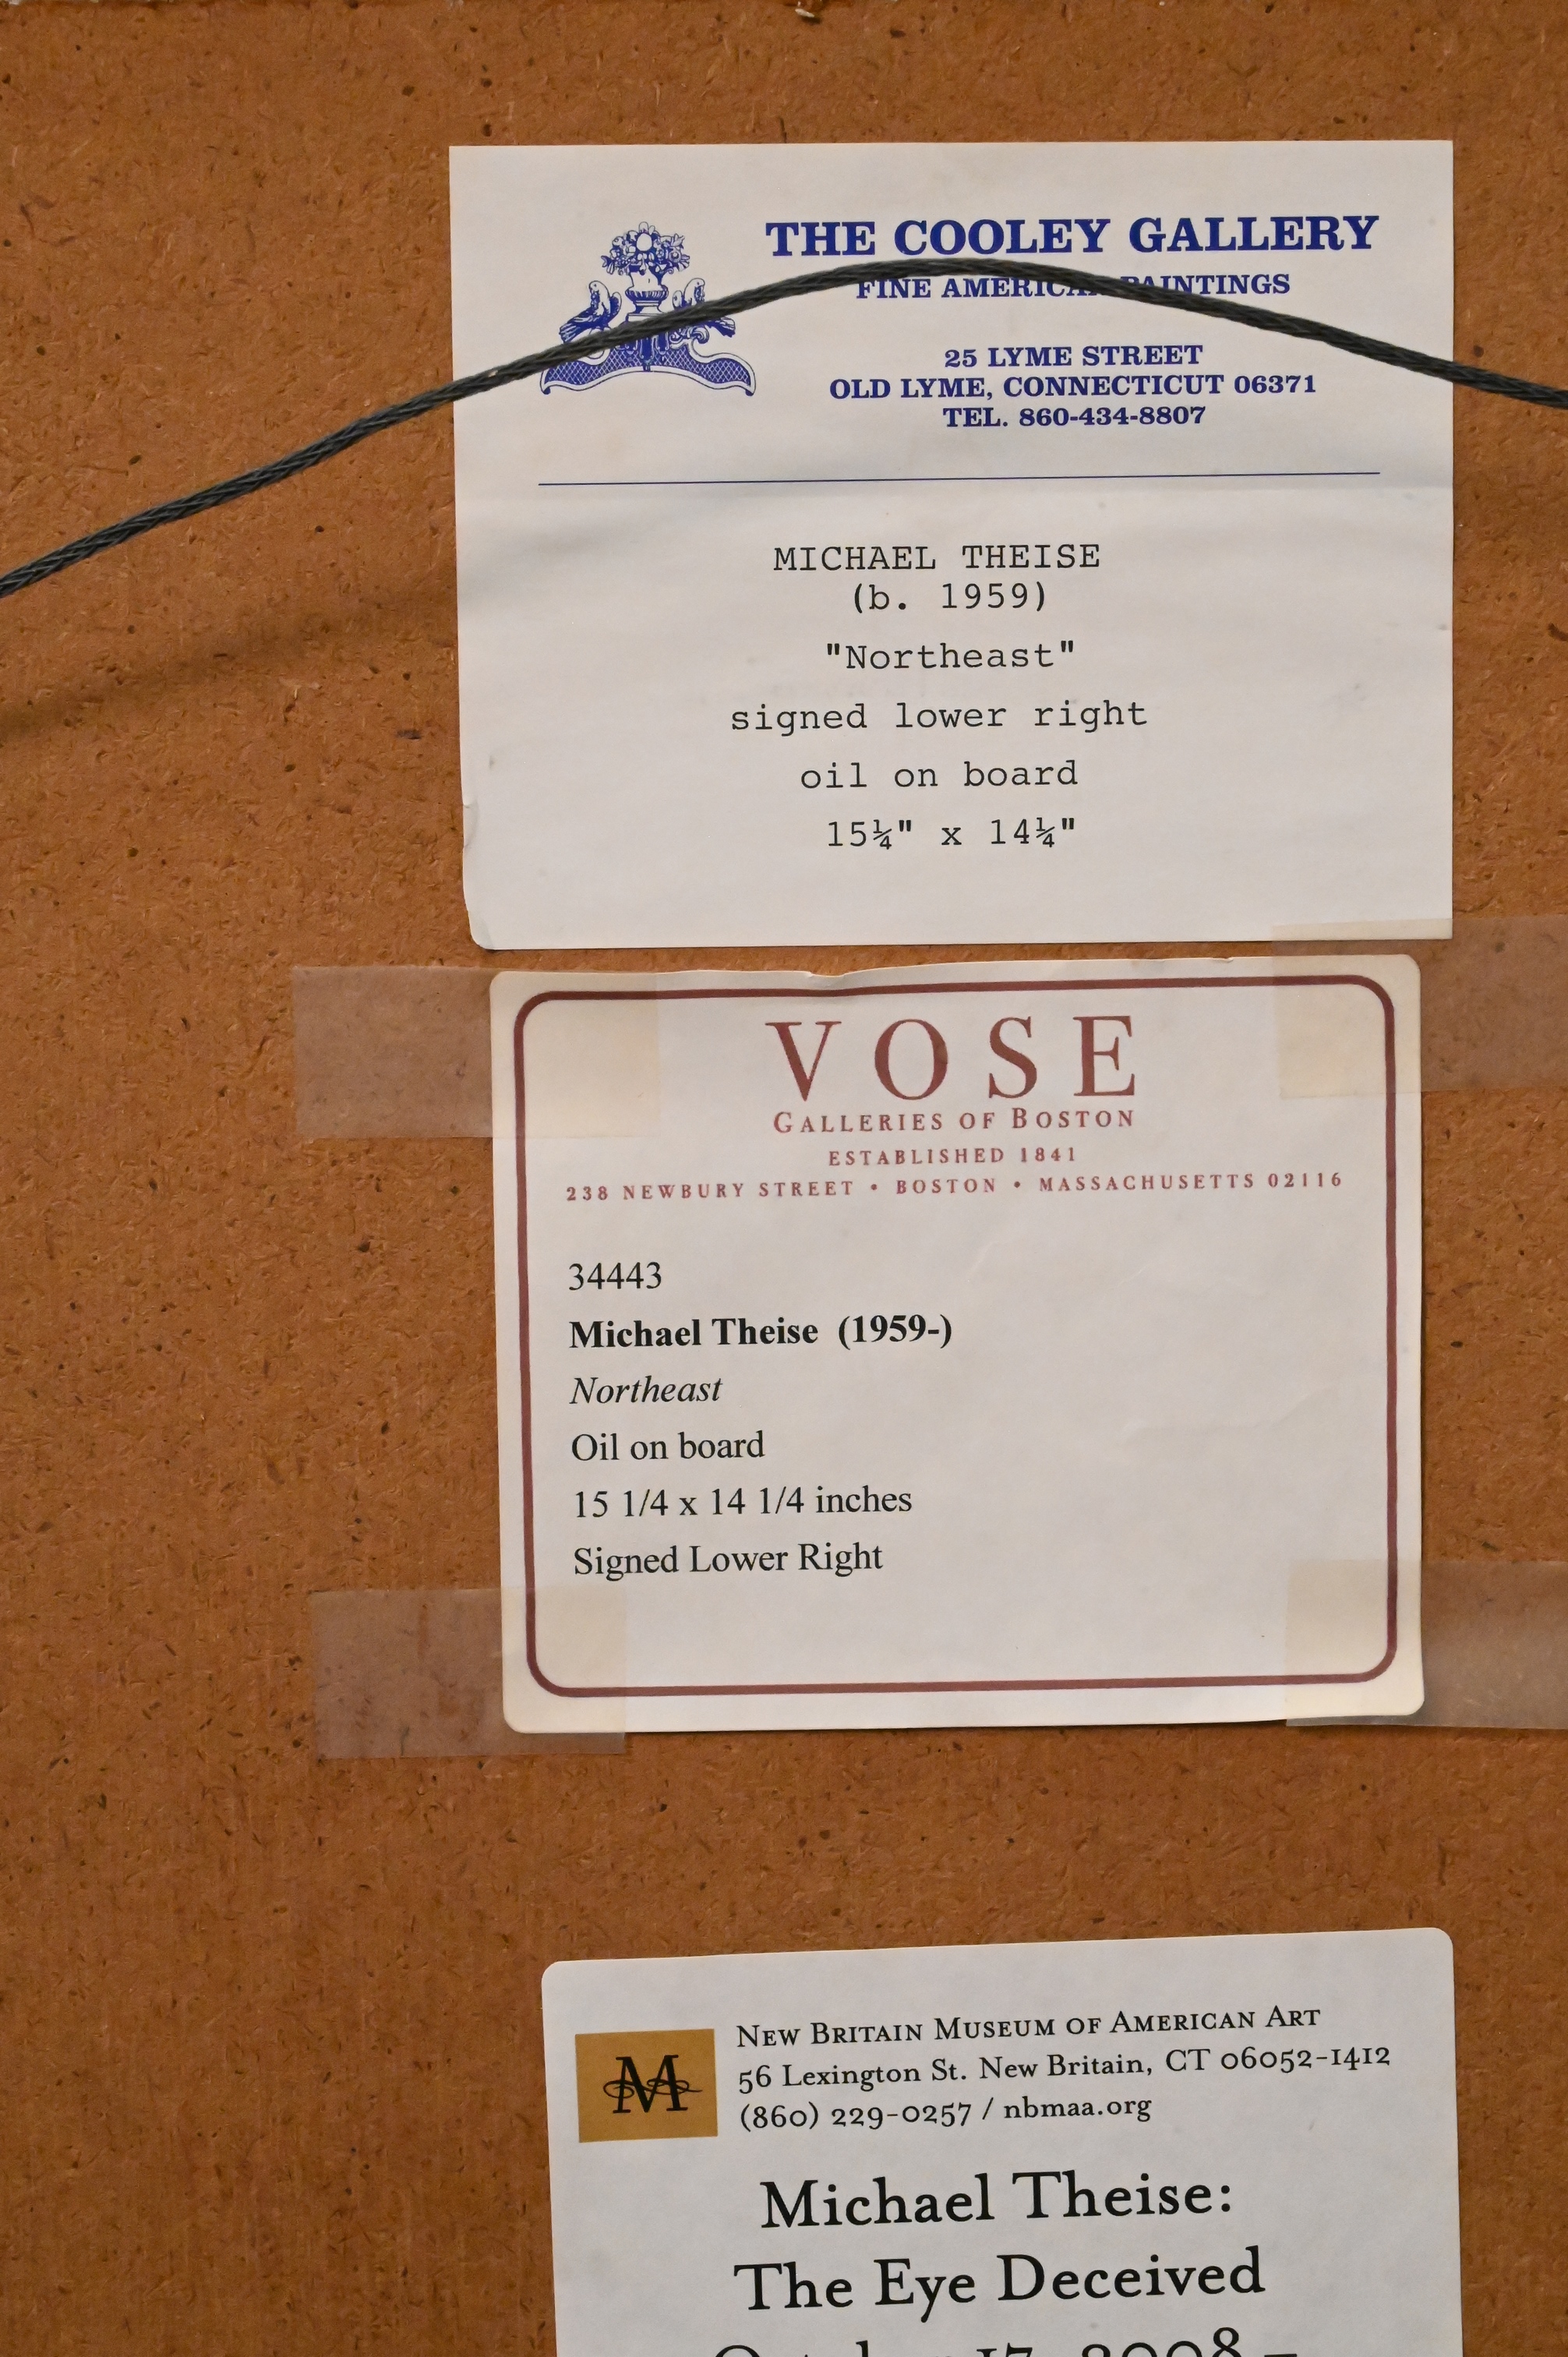 THE COOLEY GALLERY
FINE AMERICAN PAINTINGS
25 LYME STREET
OLD LYME, CONNECTICUT 06371
TEL. 860-434-8807
MICHAEL THEISE
(b. 1959)
"Northeast"
signed lower right
oil on board
15¼" x 14¼"
VOSE
GALLERIES OF BOSTON
ESTABLISHED 1841
238 NEWBURY STREET • BOSTON • MASSACHUSETTS 02116
34443
Michael Theise (1959-)
Northeast
Oil on board
15 1/4 x 14 1/4 inches
Signed Lower Right
M
NEW BRITAIN MUSEUM OF AMERICAN ART
56 Lexington St. New Britain, CT 06052-1412
(860) 229-0257 / nbmaa.org
Michael Theise:
The Eye Deceived
October 17, 2008 –